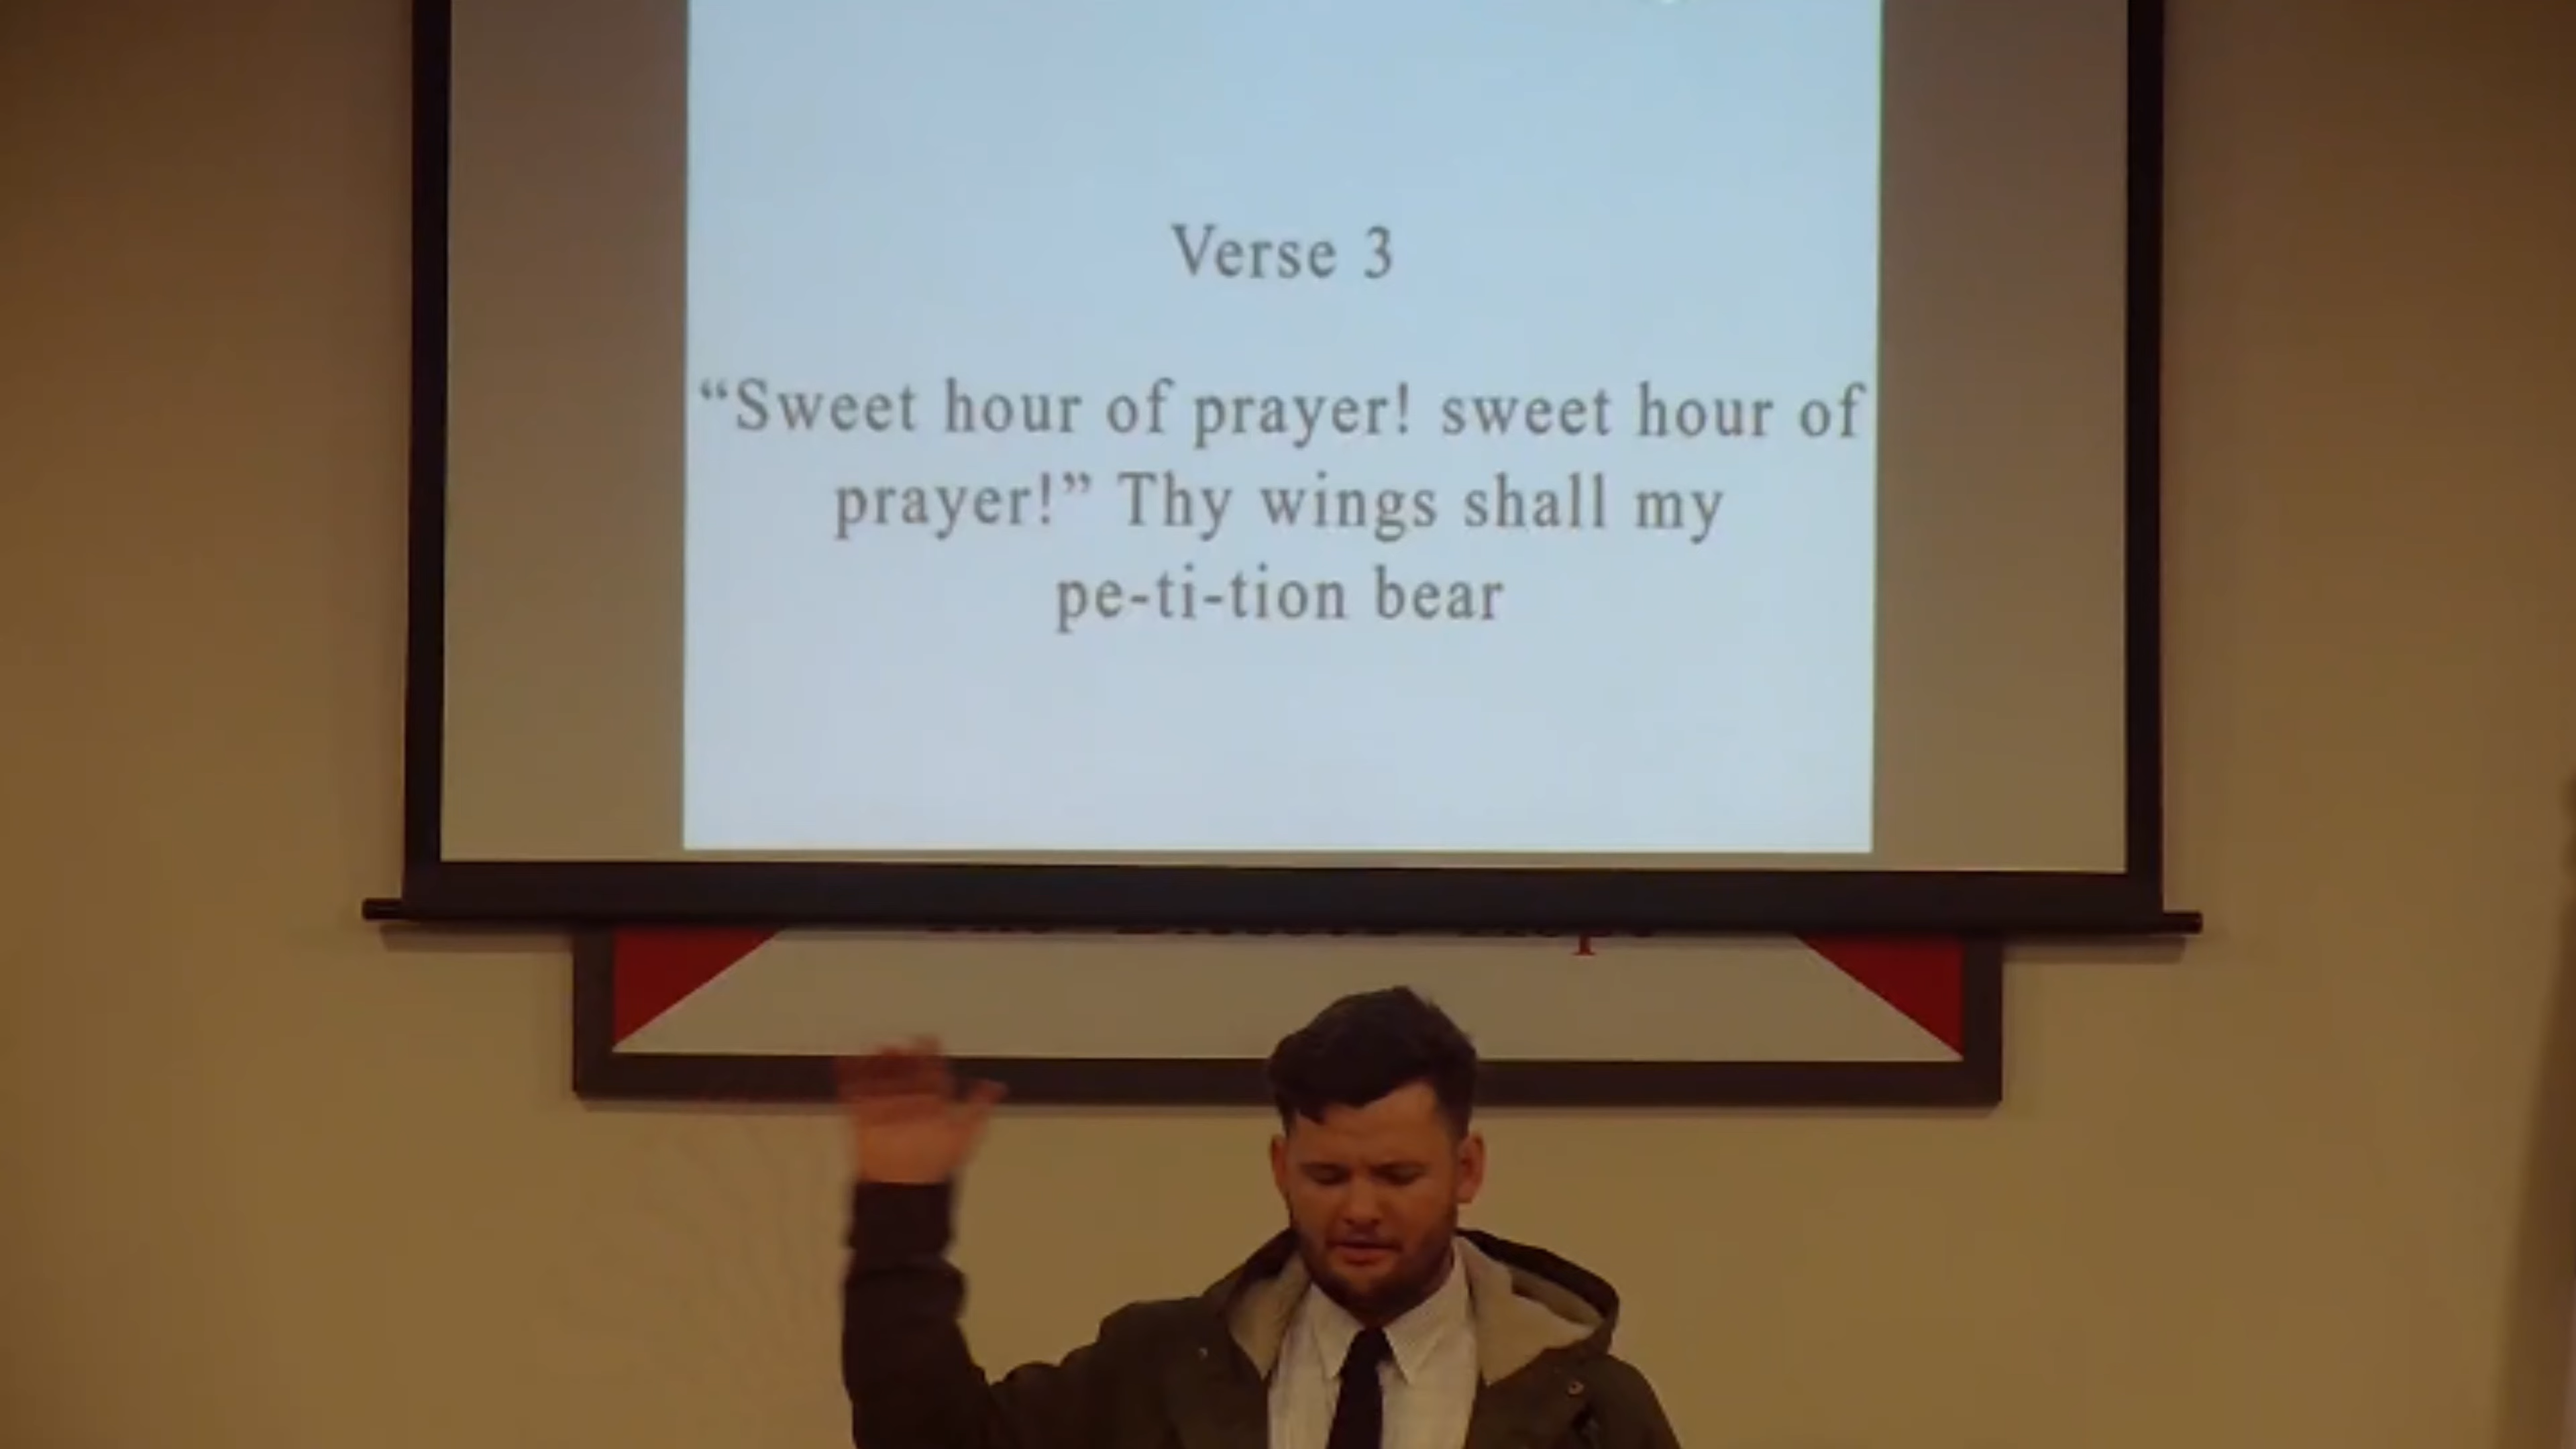 Verse 3
“Sweet hour of prayer! sweet hour of
prayer!” Thy wings shall my
pe-ti-tion bear